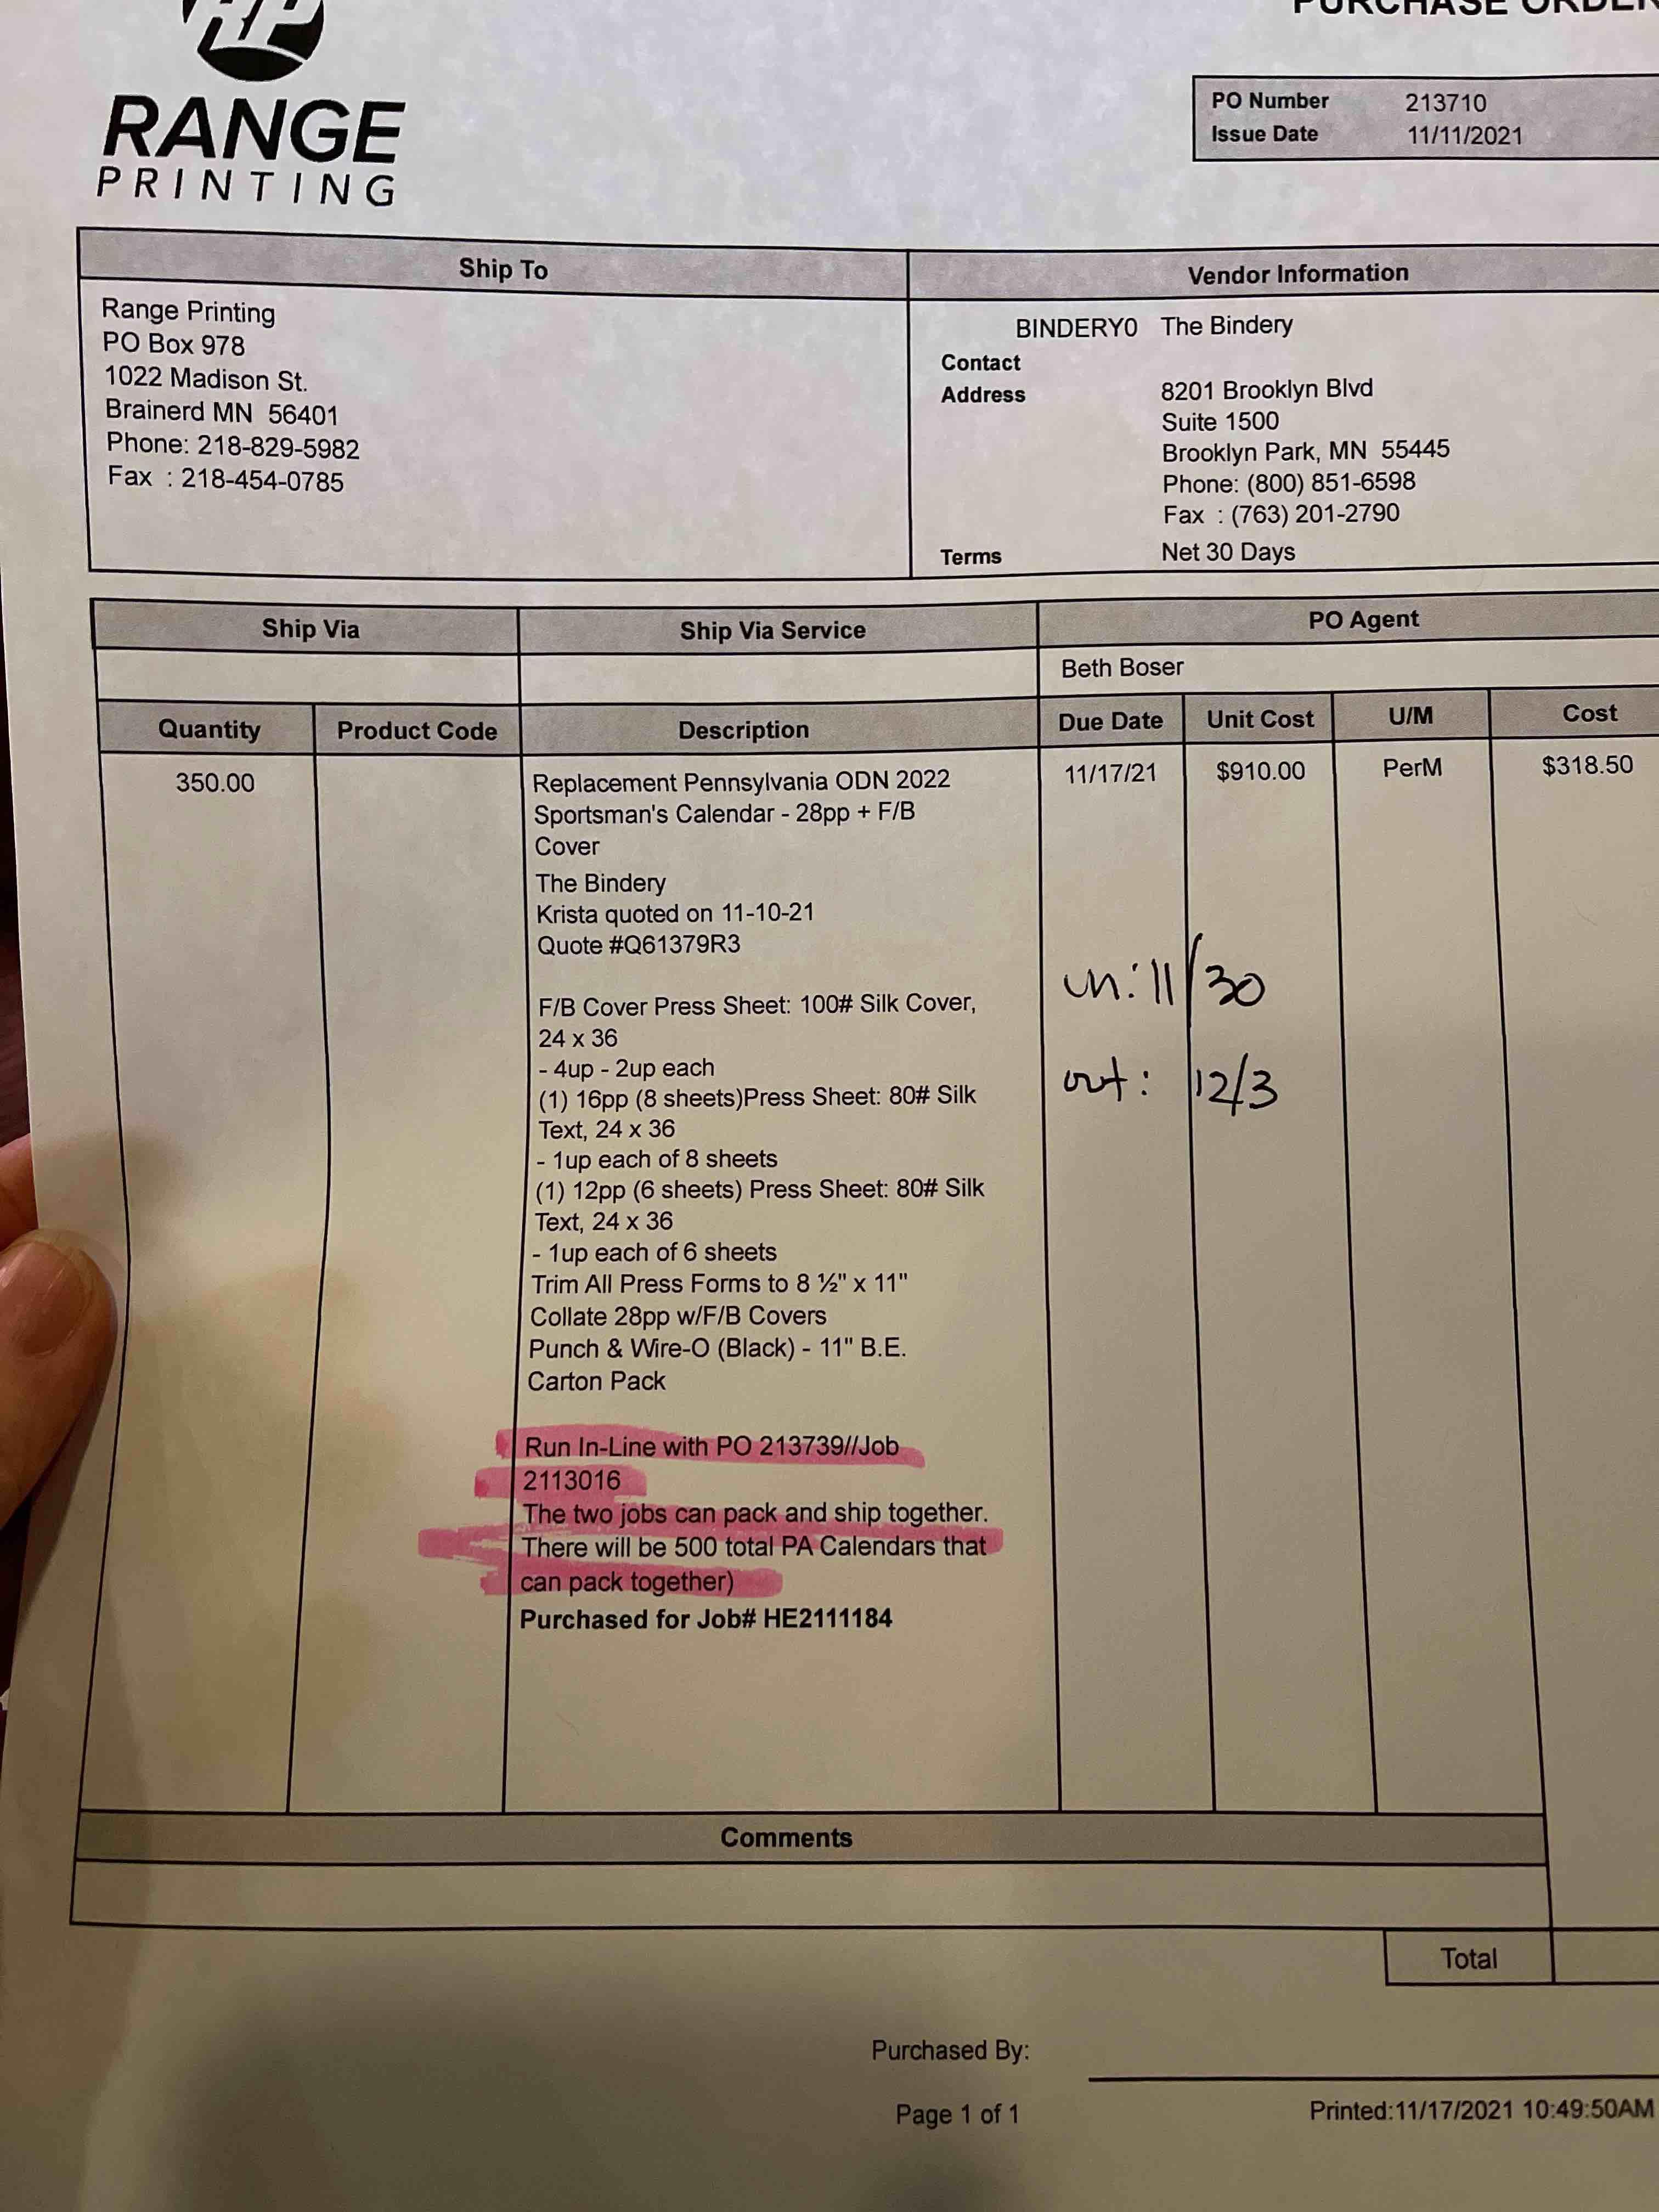 PURCHASE ORDER
RP
RANGE
PRINTING
PO Number 213710
Issue Date 11/11/2021
Ship To
Range Printing
PO Box 978
1022 Madison St.
Brainerd MN 56401
Phone: 218-829-5982
Fax : 218-454-0785
Vendor Information
BINDERY0 The Bindery
Contact
Address 8201 Brooklyn Blvd
Suite 1500
Brooklyn Park, MN 55445
Phone: (800) 851-6598
Fax : (763) 201-2790
Terms Net 30 Days
Ship Via Ship Via Service PO Agent
Beth Boser
Quantity Product Code Description Due Date Unit Cost U/M Cost
350.00 Replacement Pennsylvania ODN 2022 11/17/21 $910.00 PerM $318.50
Sportsman's Calendar - 28pp + F/B
Cover
The Bindery
Krista quoted on 11-10-21
Quote #Q61379R3
in: 11/30
F/B Cover Press Sheet: 100# Silk Cover,
24 x 36
- 4up - 2up each
out: 12/3
(1) 16pp (8 sheets)Press Sheet: 80# Silk
Text, 24 x 36
- 1up each of 8 sheets
(1) 12pp (6 sheets) Press Sheet: 80# Silk
Text, 24 x 36
- 1up each of 6 sheets
Trim All Press Forms to 8 ½" x 11"
Collate 28pp w/F/B Covers
Punch & Wire-O (Black) - 11" B.E.
Carton Pack
Run In-Line with PO 213739//Job
2113016
The two jobs can pack and ship together.
There will be 500 total PA Calendars that
can pack together)
Purchased for Job# HE2111184
Comments
Total
Purchased By:
Page 1 of 1
Printed:11/17/2021 10:49:50AM